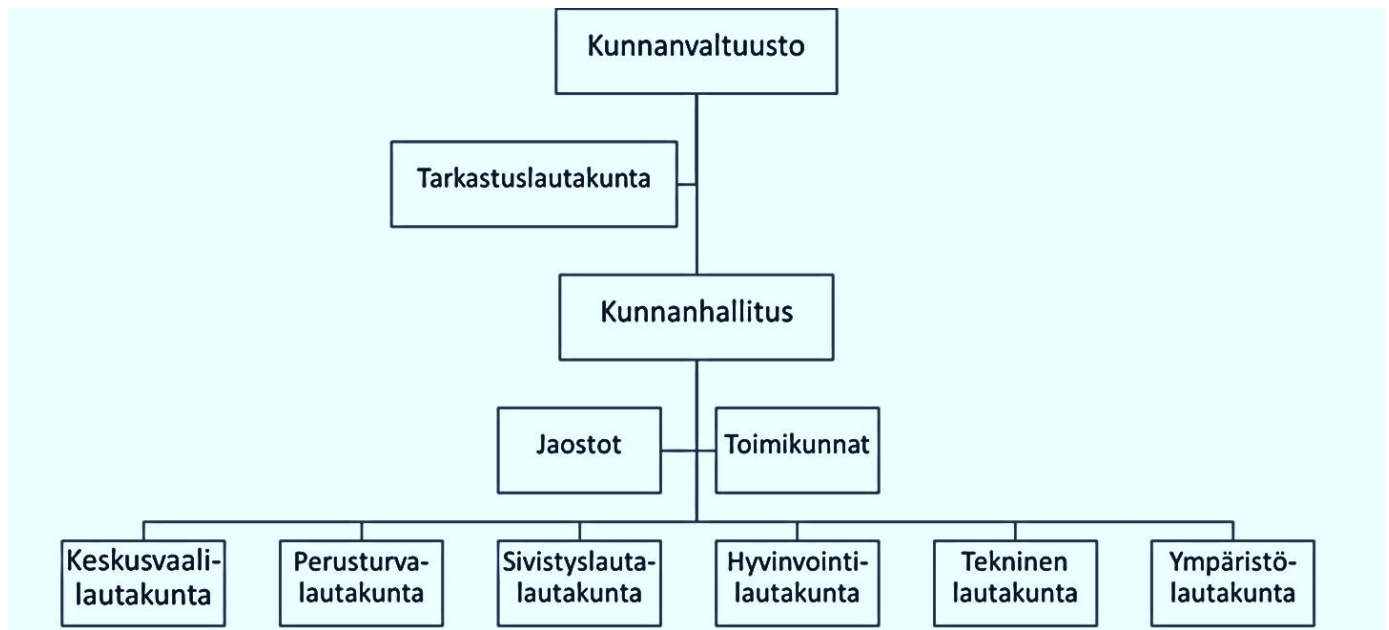 Kunnanvaltuusto
Tarkastuslautakunta
Kunnanhallitus
Jaostot
Toimikunnat
Keskusvaali-
lautakunta
Perusturva-
lautakunta
Sivistyslauta-
lautakunta
Hyvinvointi-
lautakunta
Tekninen
lautakunta
Ympäristö-
lautakunta